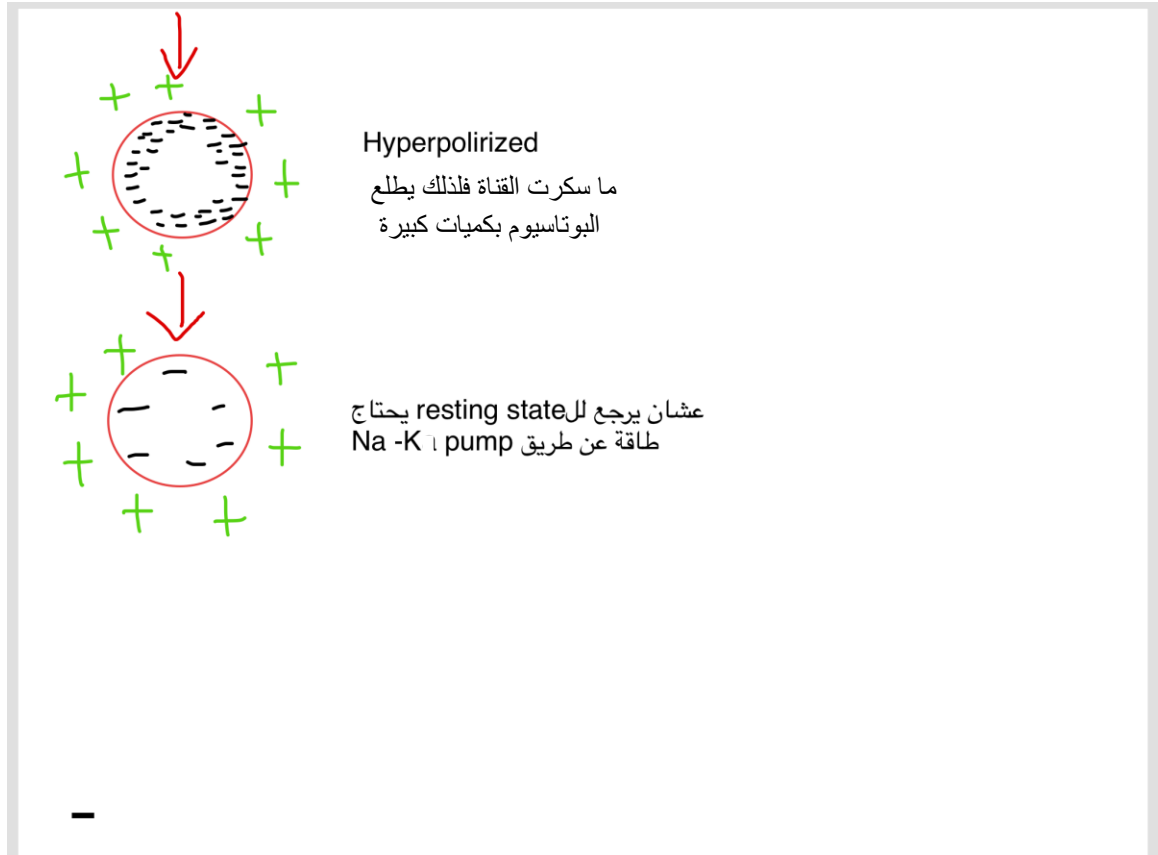 Hyperpolirized
ما سكرت القناة فلذلك يطلع
البوتاسيوم بكميات كبيرة
عشان يرجع للresting state يحتاج
طاقة عن طريق Na -K pump